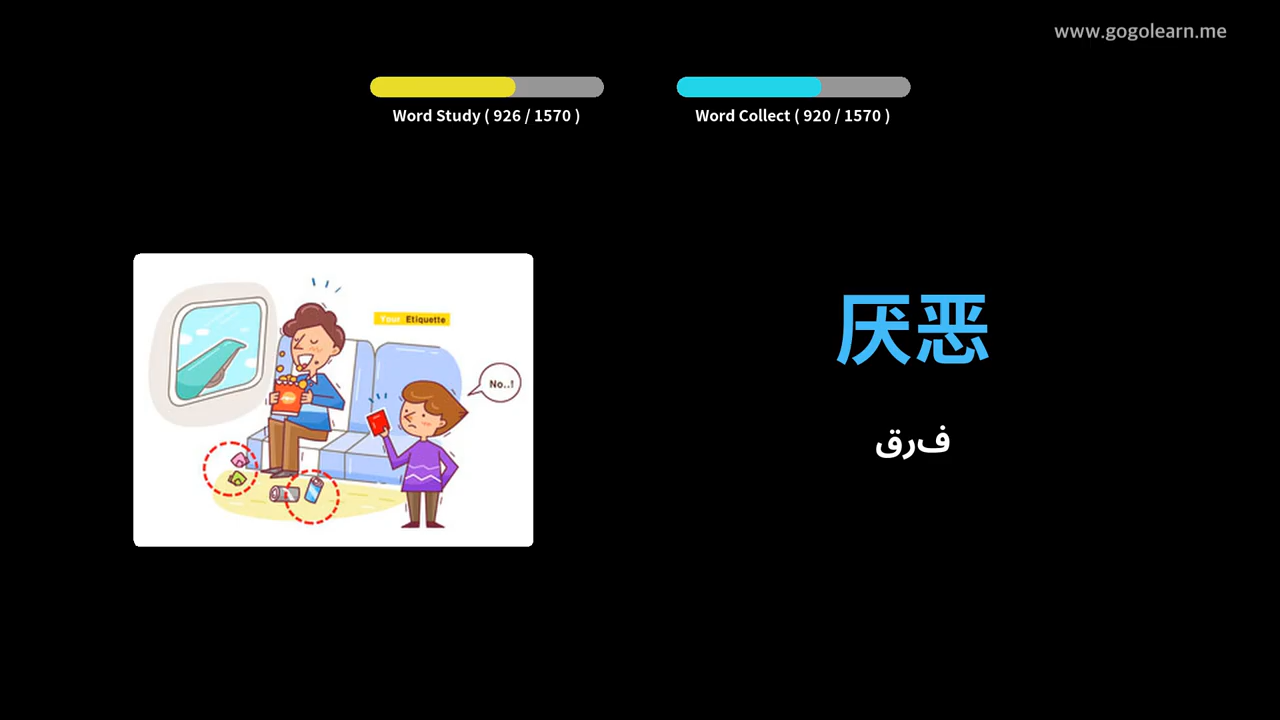 www.gogolearn.me
Word Study ( 926 / 1570 )
Word Collect ( 920 / 1570 )
Your Etiquette
No..!
厌恶
فرق